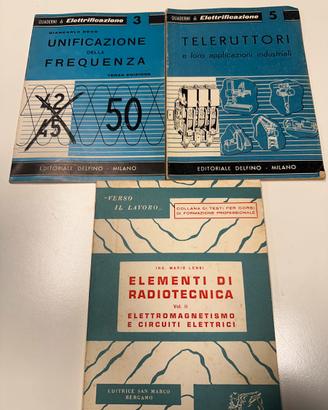 QUADERNI di Elettrificazione 3
GIANCARLO
UNIFICAZIONE
DELLA
FREQUENZA
TERZA EDIZIONE
42
45
50
EDITORIALE DELFINO - MILANO
QUADERNI di Elettrificazione 5
TELERUTTORI
e loro applicazioni industriali
EDITORIALE DELFINO - MILANO
"VERSO
IL LAVORO"
COLLANA DI TESTI PER CORSI
DI FORMAZIONE PROFESSIONALE
ING. MARIO LENSI
ELEMENTI DI
RADIOTECNICA
Vol. II
ELETTROMAGNETISMO
E CIRCUITI ELETTRICI
EDITRICE SAN MARCO
BERGAMO